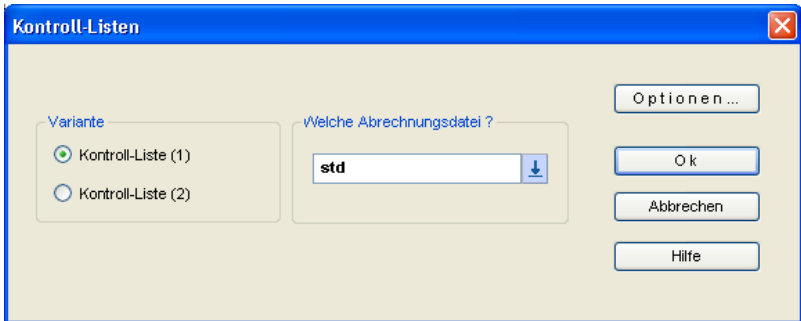 Kontroll-Listen
Variante
Kontroll-Liste (1)
Kontroll-Liste (2)
Welche Abrechnungsdatei ?
std
Optionen...
Ok
Abbrechen
Hilfe